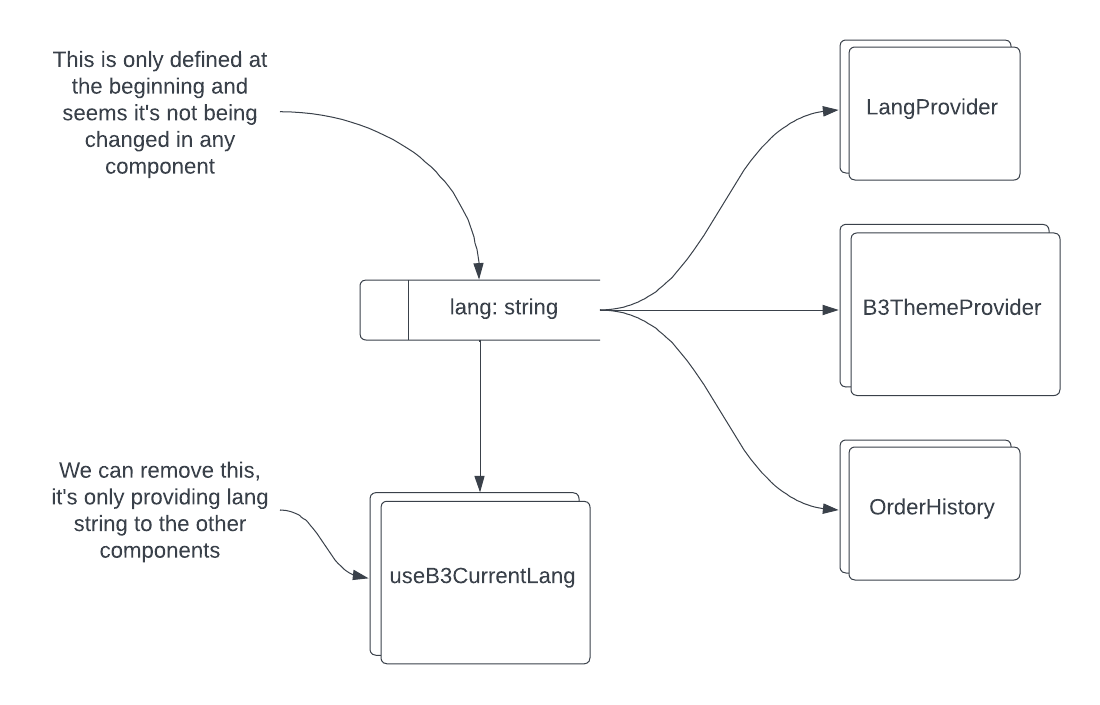 This is only defined at
the beginning and
seems it's not being
changed in any
component
LangProvider
lang: string
B3ThemeProvider
We can remove this,
it's only providing lang
string to the other
components
useB3CurrentLang
OrderHistory